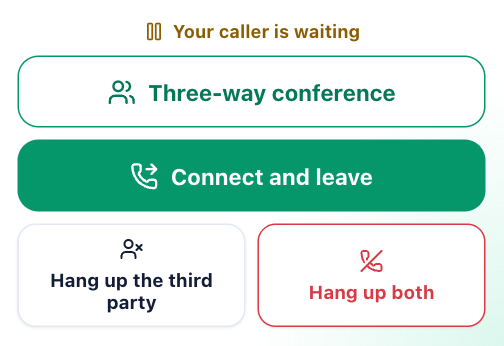 Your caller is waiting
Three-way conference
Connect and leave
Hang up the third
party
Hang up both